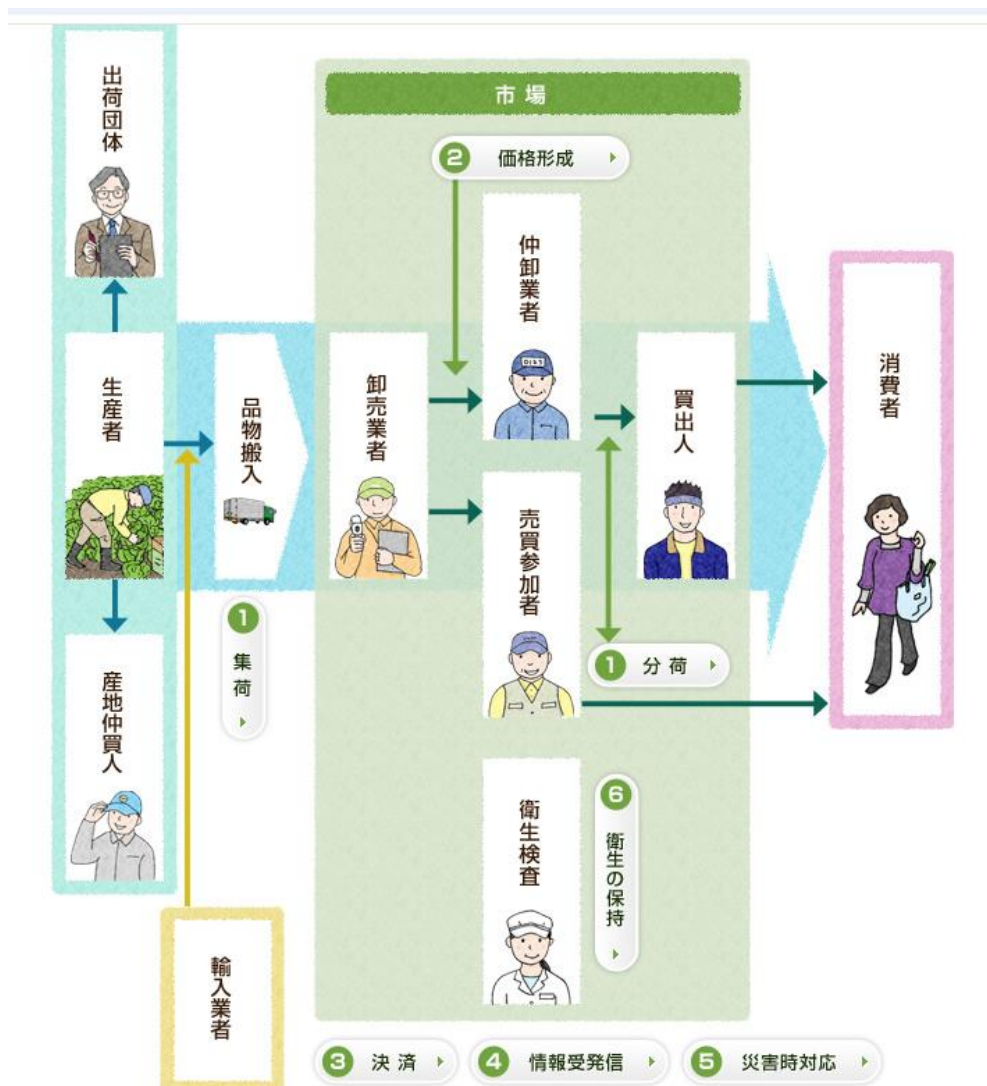 出荷団体
生産者
産地仲買人
輸入業者
品物搬入
1 集荷
市場
2 価格形成
卸売業者
仲卸業者
売買参加者
買出人
1 分荷
衛生検査
6 衛生の保持
消費者
3 決済
4 情報受発信
5 災害時対応